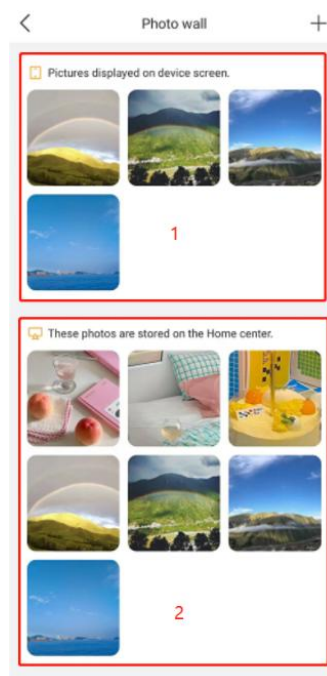 Photo wall
Pictures displayed on device screen.
1
These photos are stored on the Home center.
2